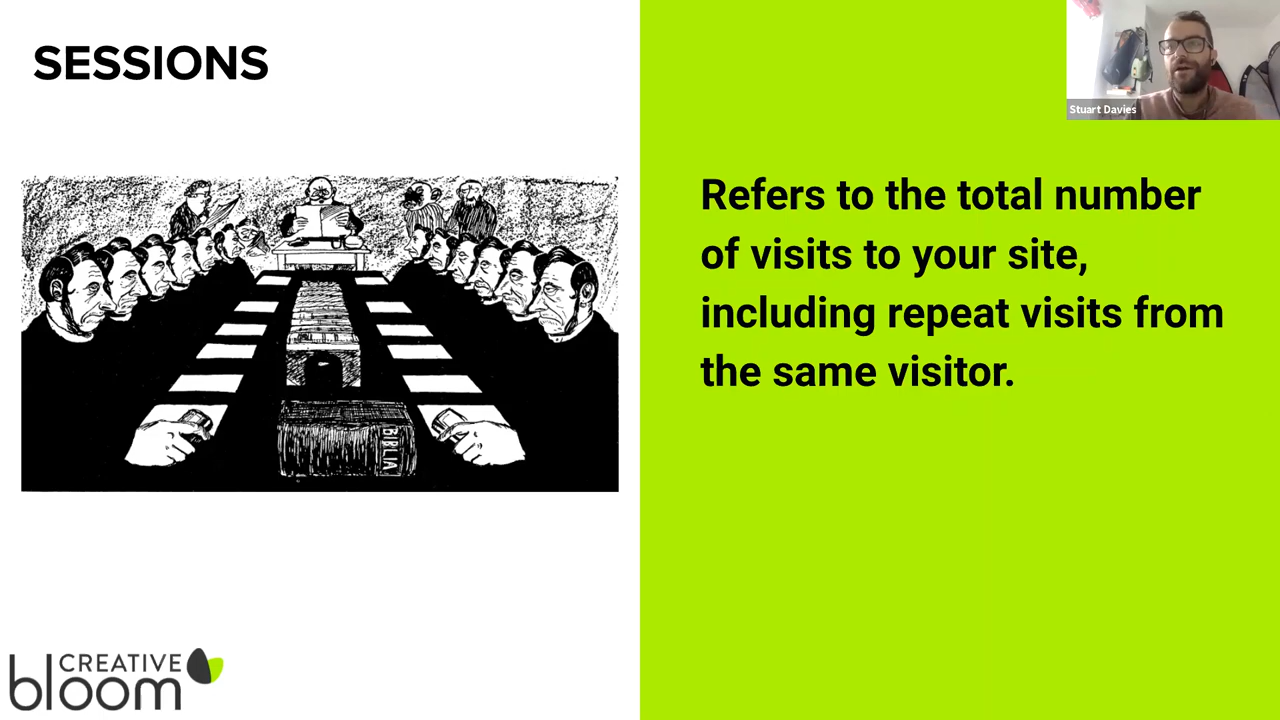 SESSIONS
Stuart Davies
Refers to the total number
of visits to your site,
including repeat visits from
the same visitor.
BIBLIA
CREATIVE
bloom